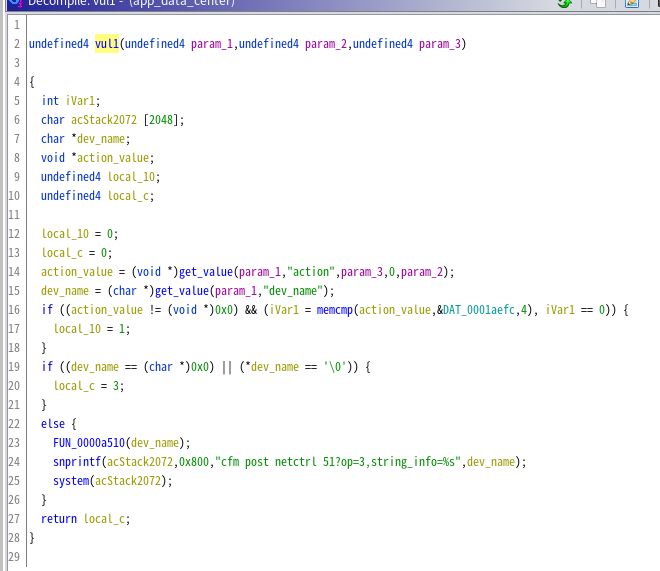 Decompile: vul1 - (app_data_center)
1
2 undefined4 vul1(undefined4 param_1,undefined4 param_2,undefined4 param_3)
3
4 {
5 int iVar1;
6 char acStack2072 [2048];
7 char *dev_name;
8 void *action_value;
9 undefined4 local_10;
10 undefined4 local_c;
11
12 local_10 = 0;
13 local_c = 0;
14 action_value = (void *)get_value(param_1,"action",param_3,0,param_2);
15 dev_name = (char *)get_value(param_1,"dev_name");
16 if ((action_value != (void *)0x0) && (iVar1 = memcmp(action_value,&DAT_0001aefc,4), iVar1 == 0)) {
17 local_10 = 1;
18 }
19 if ((dev_name == (char *)0x0) || (*dev_name == '\0')) {
20 local_c = 3;
21 }
22 else {
23 FUN_0000a510(dev_name);
24 snprintf(acStack2072,0x800,"cfm post netctrl 51?op=3,string_info=%s",dev_name);
25 system(acStack2072);
26 }
27 return local_c;
28 }
29